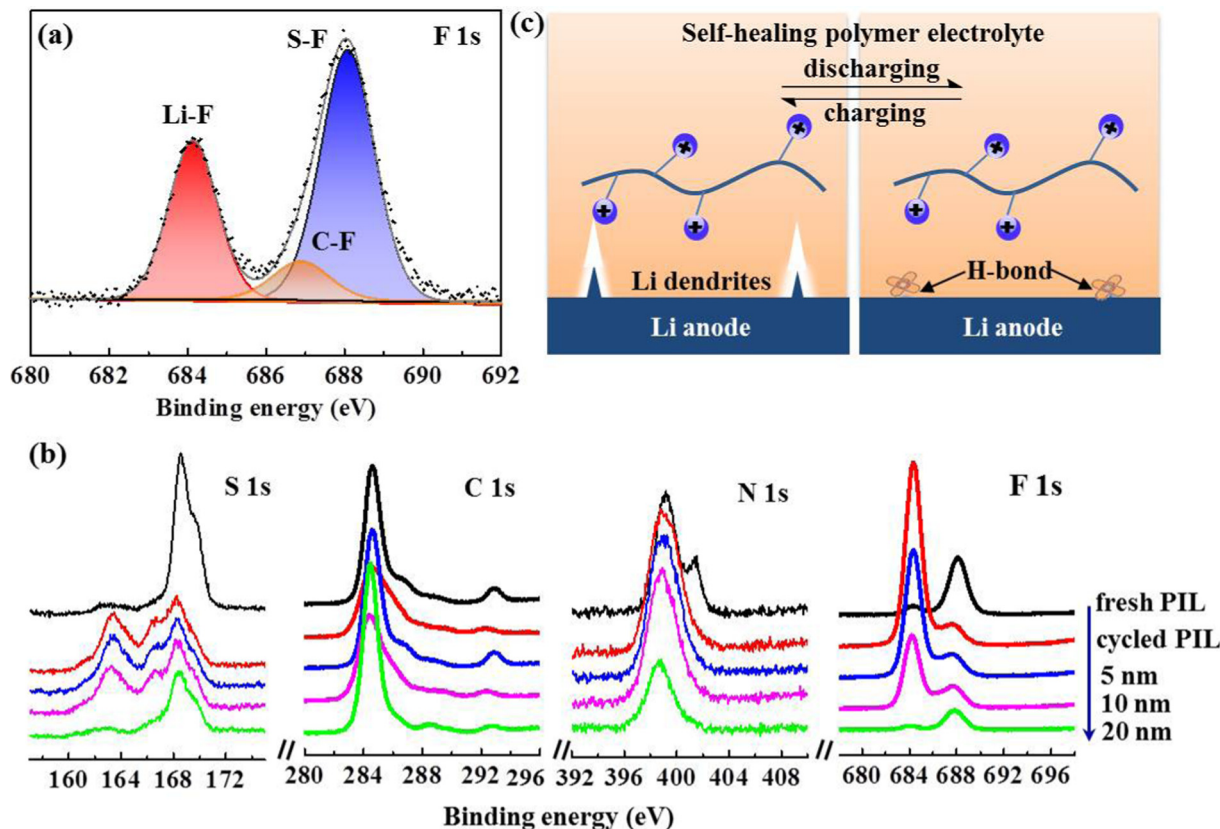 (a)
F 1s
S-F
Li-F
C-F
680 682 684 686 688 690 692
Binding energy (eV)
(c)
Self-healing polymer electrolyte
discharging
charging
+ + + +
+ + + +
Li dendrites
H-bond
Li anode
Li anode
(b)
S 1s
C 1s
N 1s
F 1s
fresh PIL
cycled PIL
5 nm
10 nm
20 nm
160 164 168 172 // 280 284 288 292 296 // 392 396 400 404 408 // 680 684 688 692 696
Binding energy (eV)